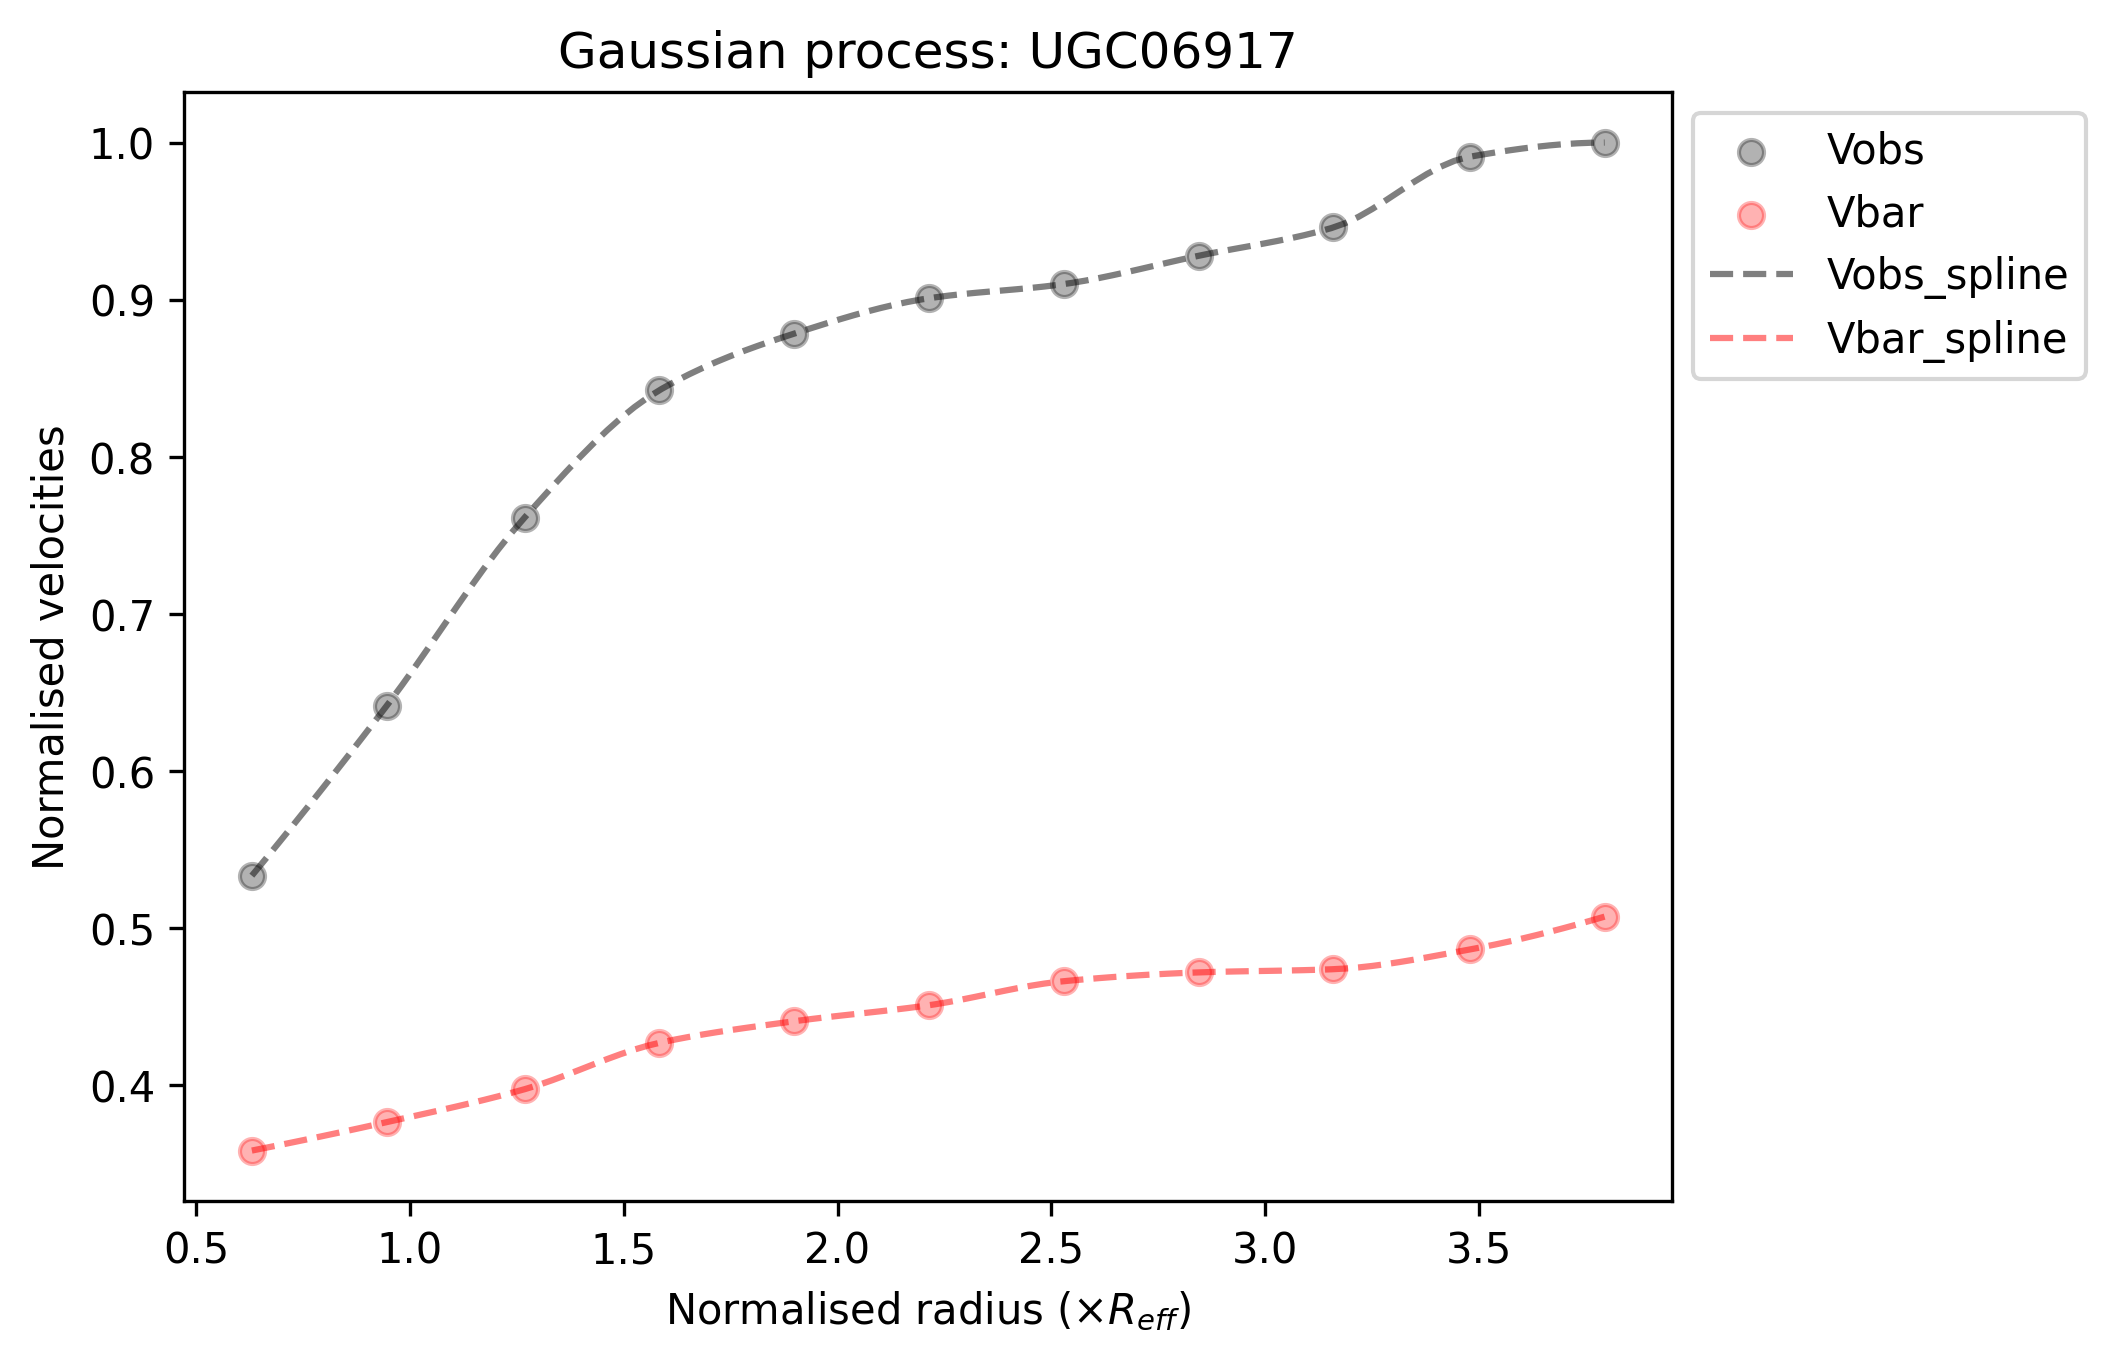 Gaussian process: UGC06917
Normalised velocities
1.0
0.9
0.8
0.7
0.6
0.5
0.4
0.5 1.0 1.5 2.0 2.5 3.0 3.5
Normalised radius (×R_eff)
Vobs
Vbar
Vobs_spline
Vbar_spline